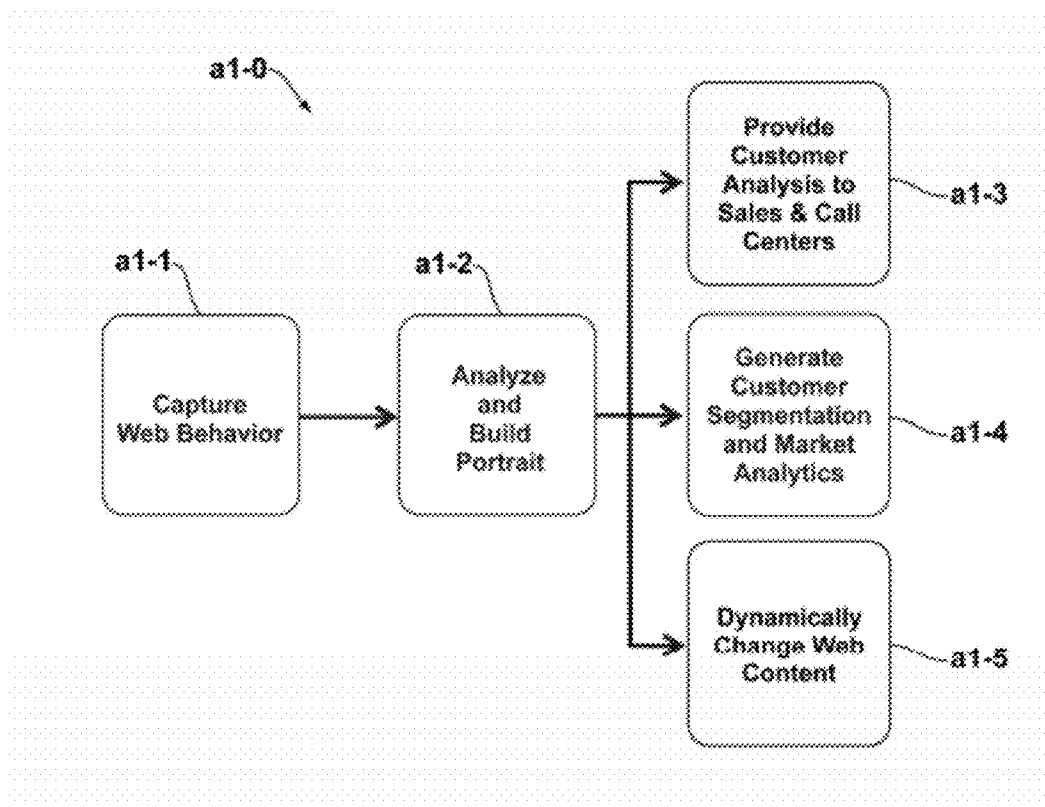 a1-0
Provide
Customer
Analysis to
Sales & Call
Centers
a1-3
a1-1
a1-2
Capture
Web Behavior
Analyze
and
Build
Portrait
Generate
Customer
Segmentation
and Market
Analytics
a1-4
Dynamically
Change Web
Content
a1-5